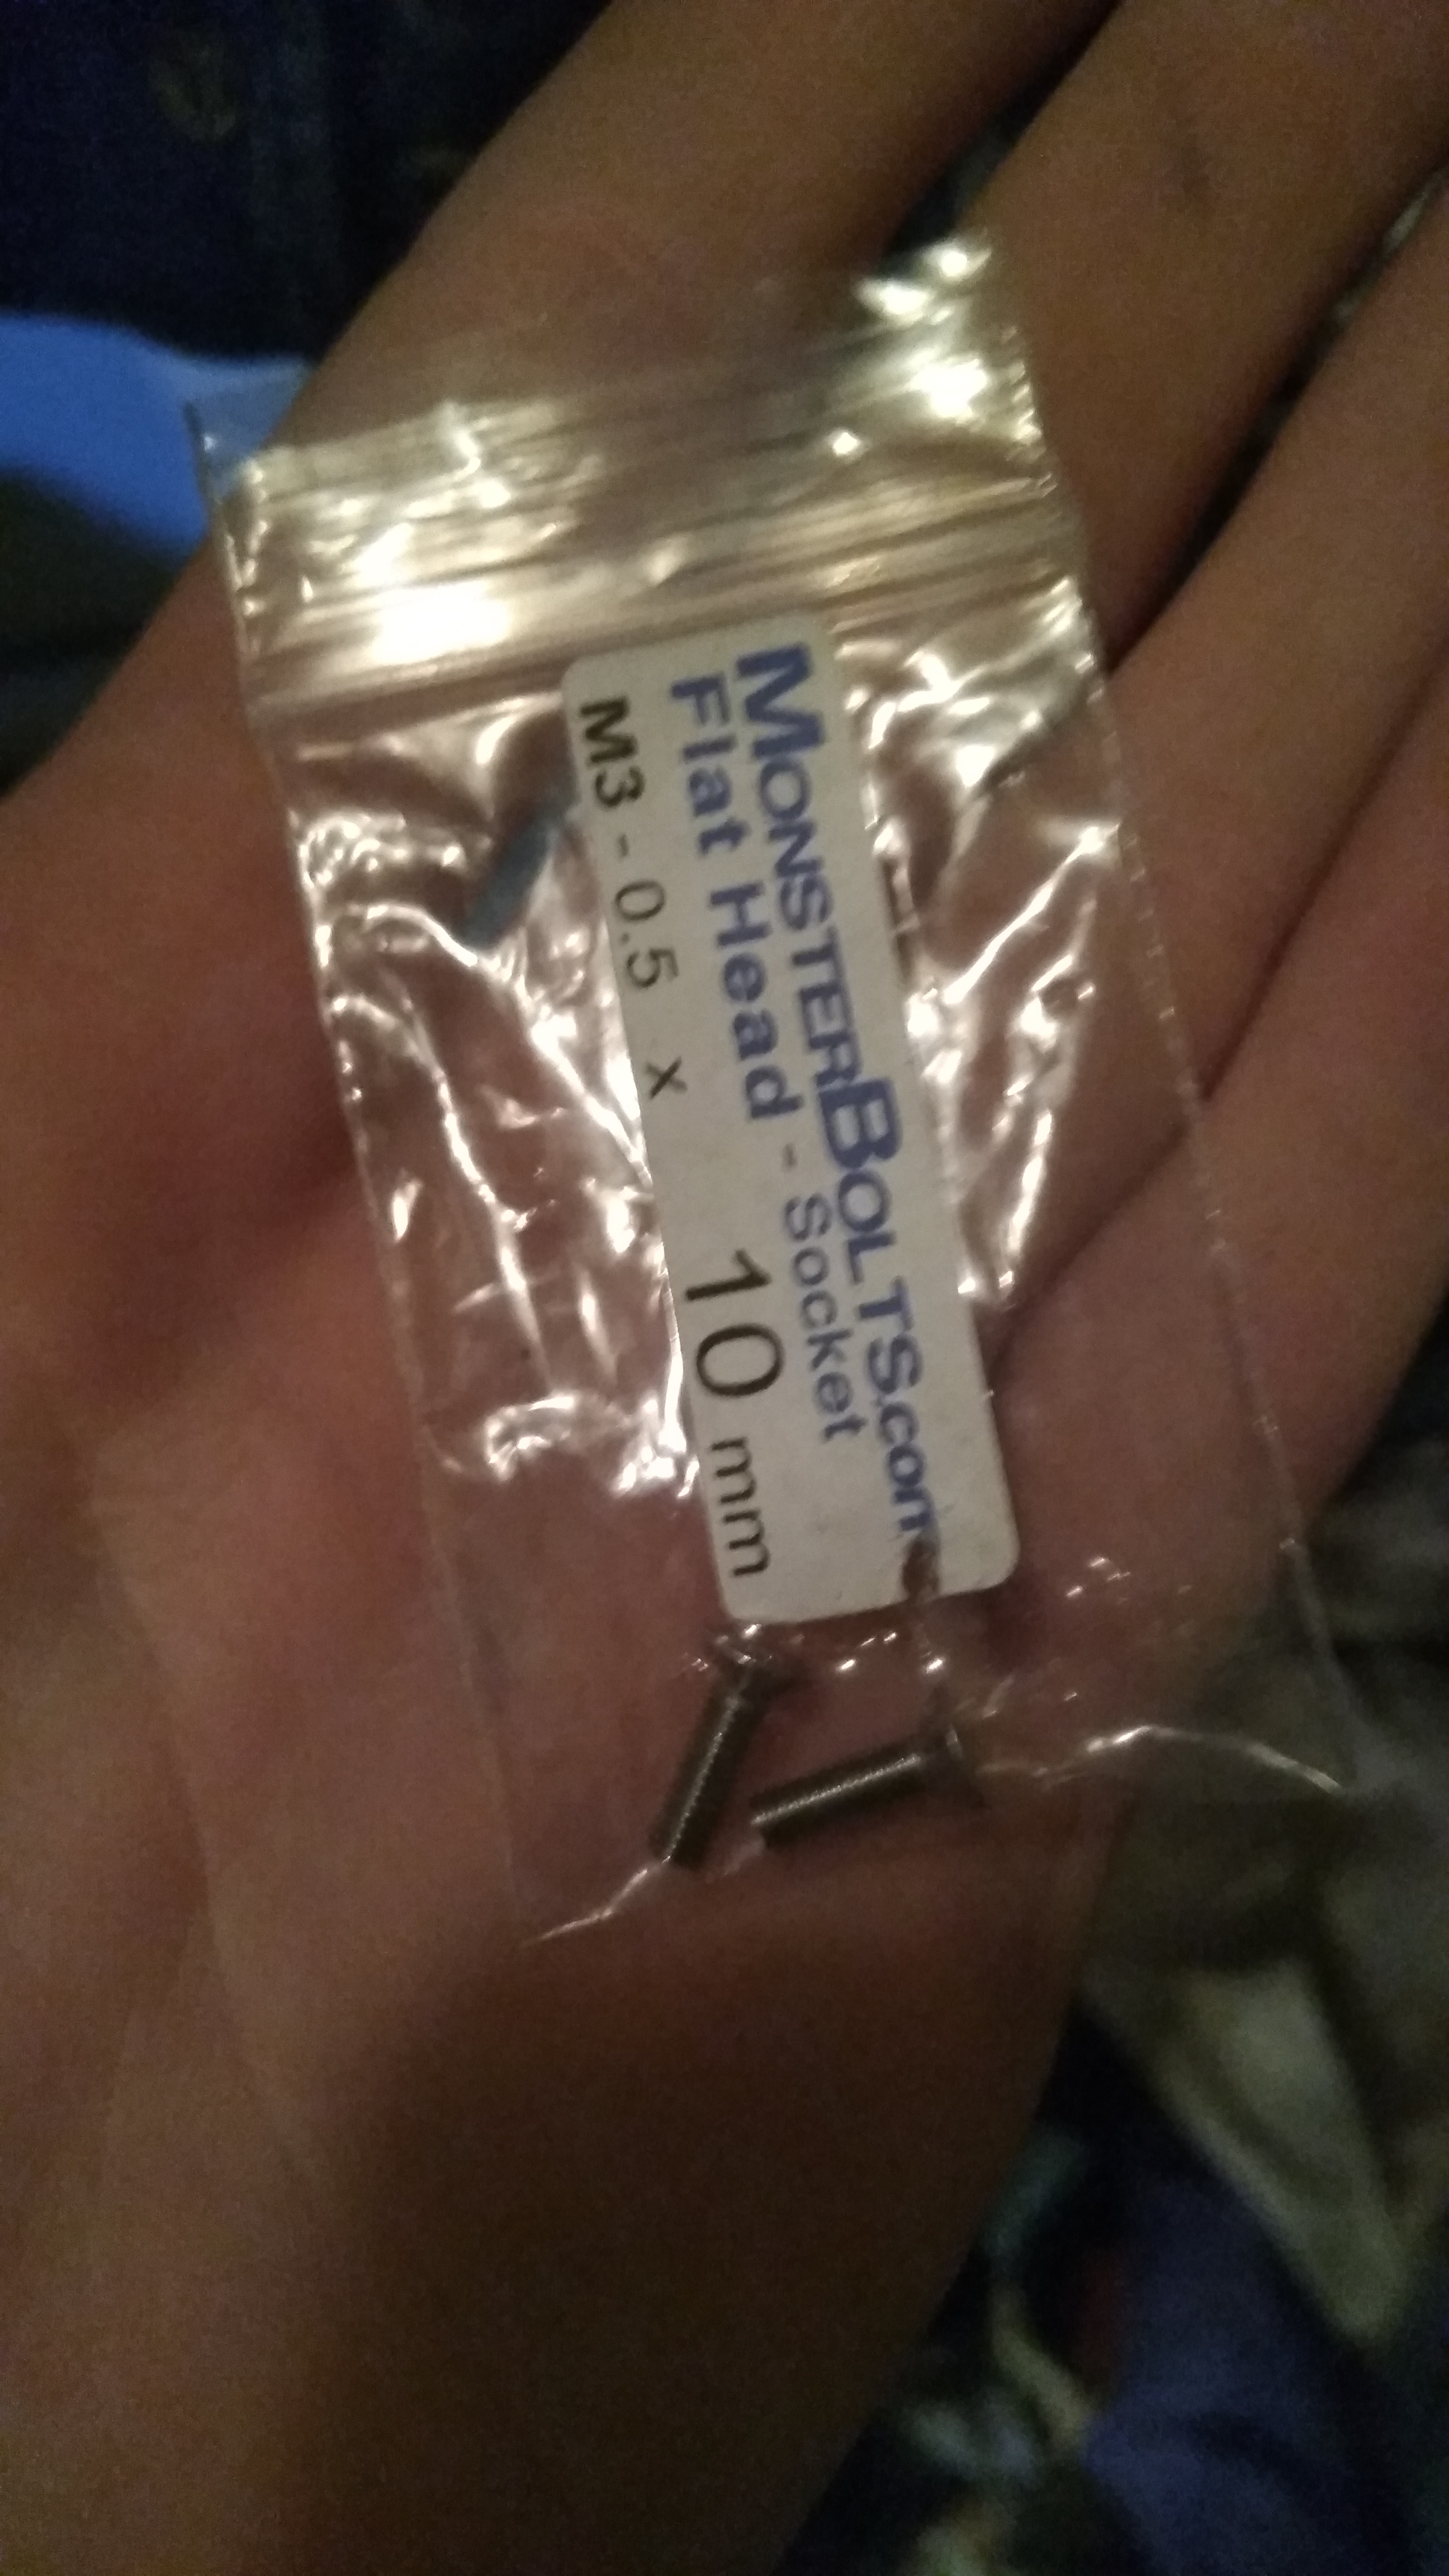 MONSTERBOLTS.com
Flat Head - Socket
M3 - 0.5 x 10 mm